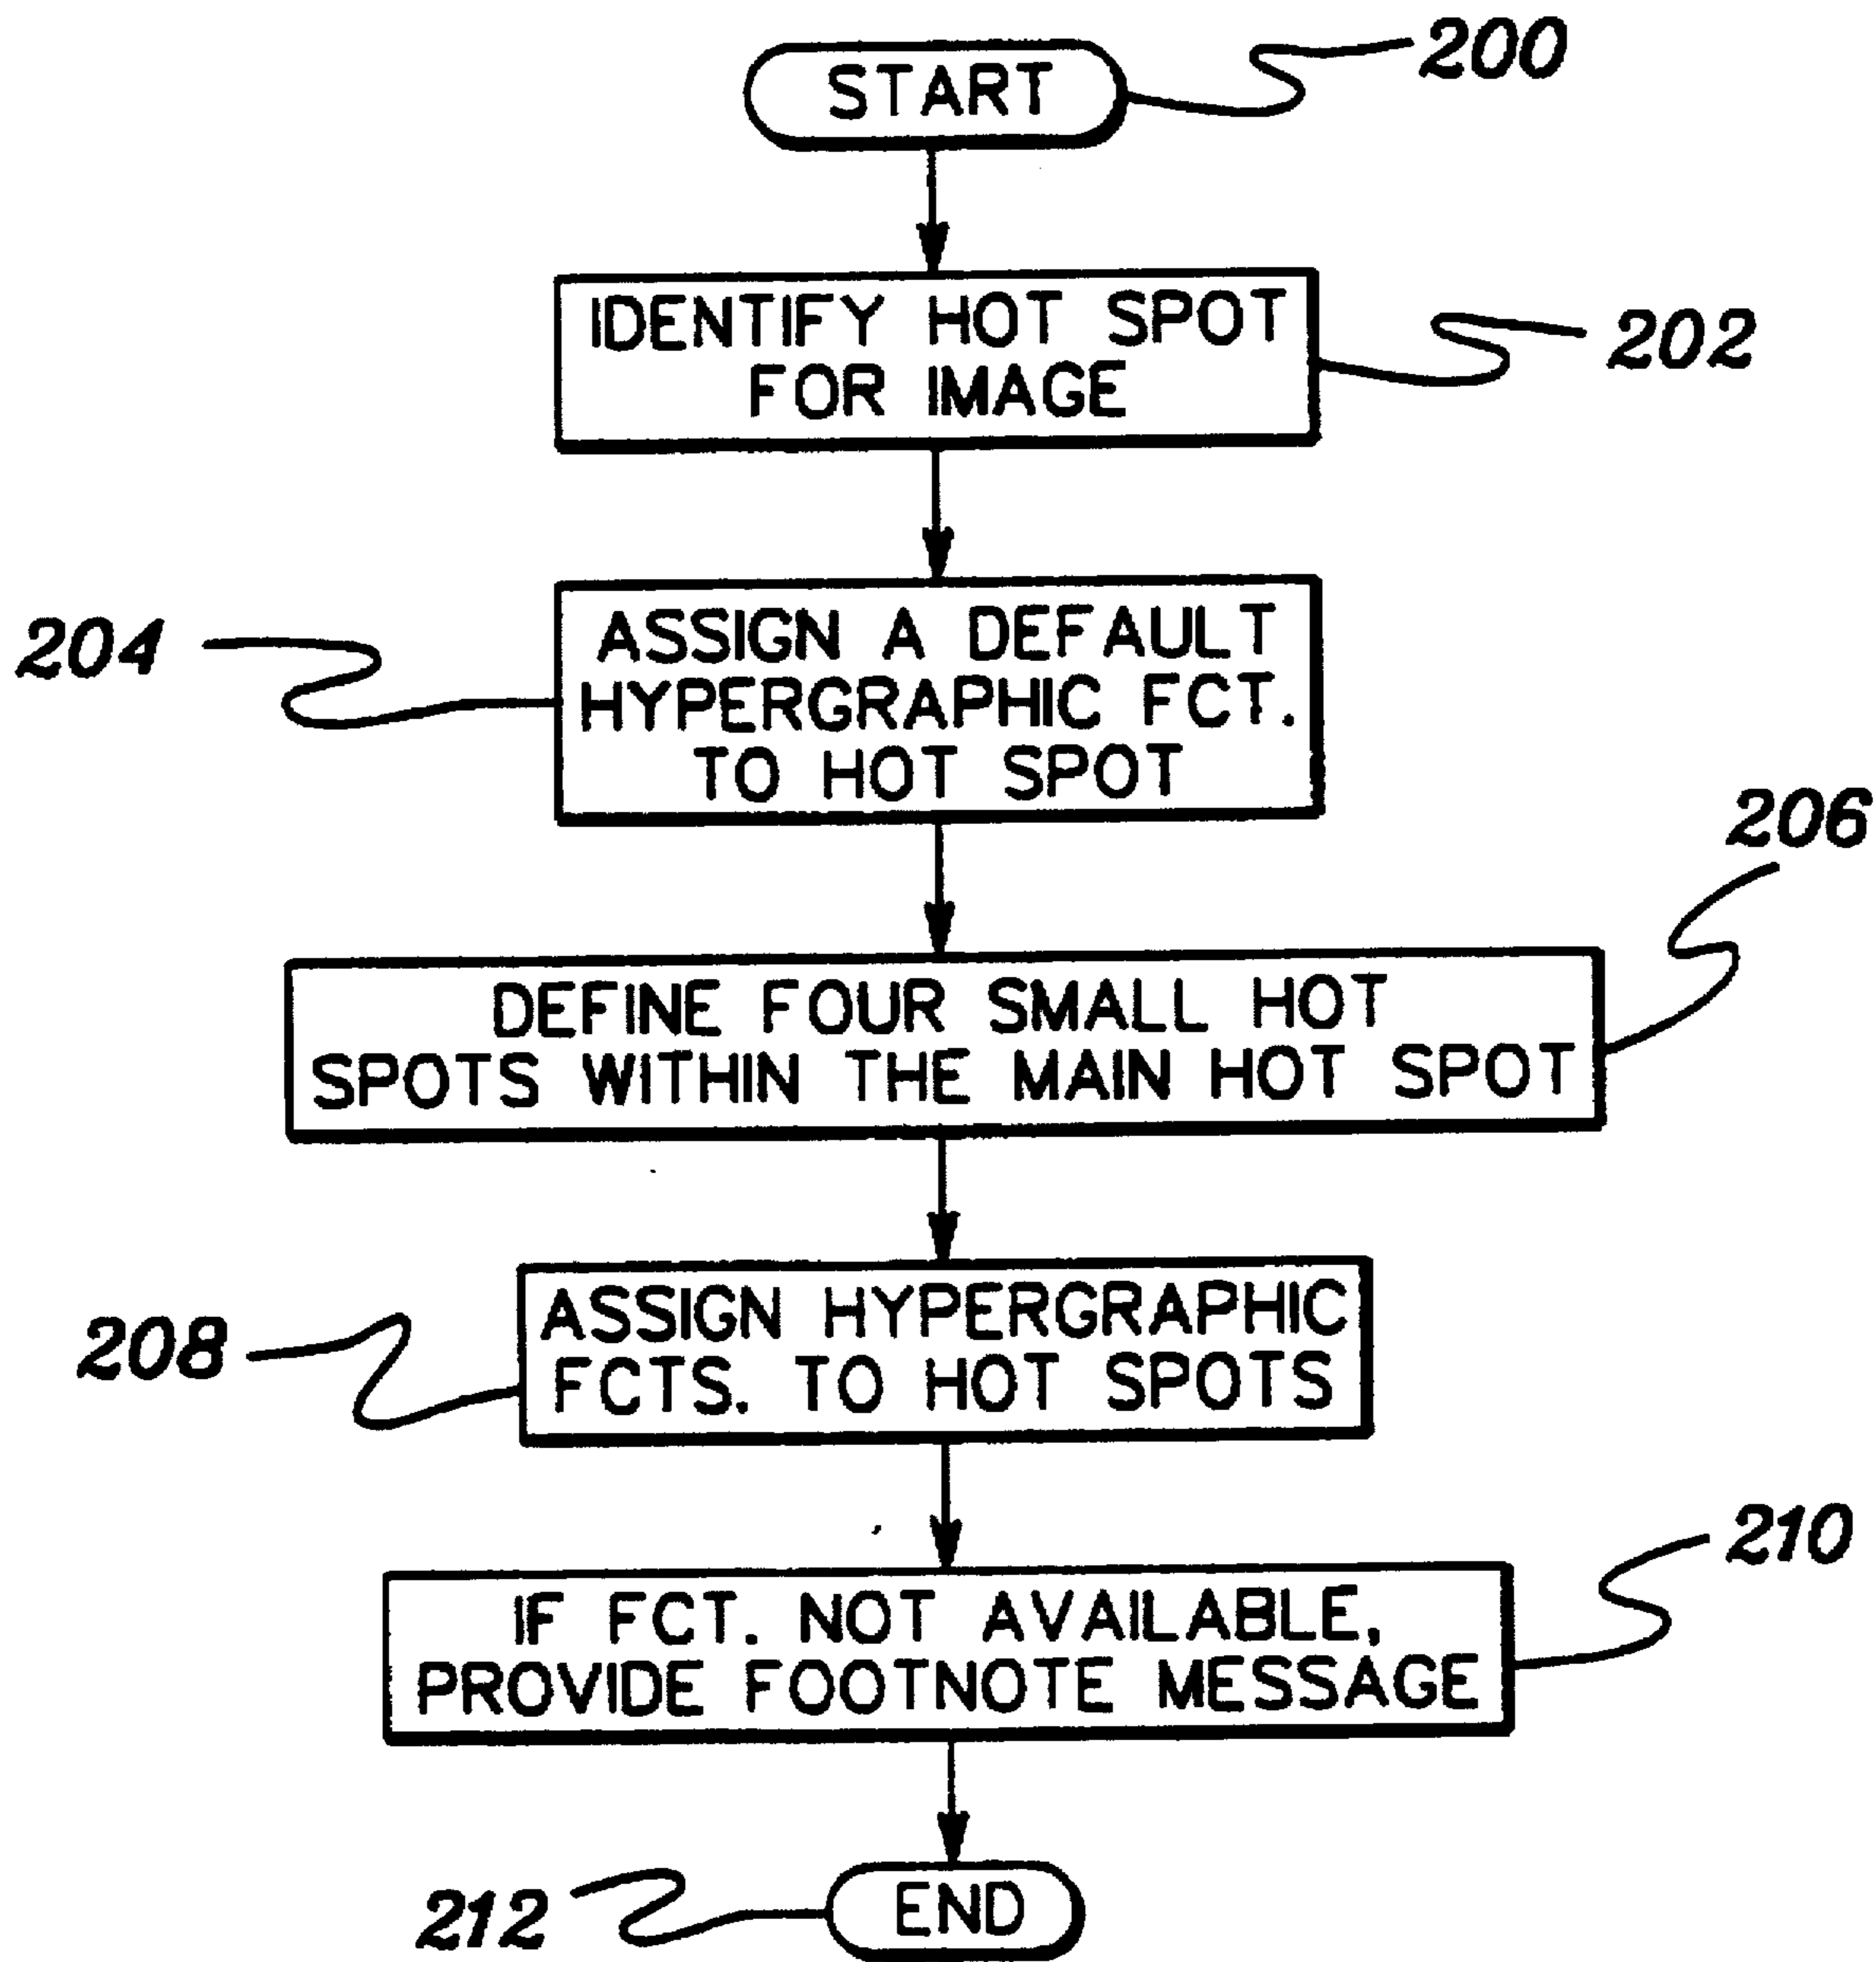 START
200
IDENTIFY HOT SPOT
FOR IMAGE
202
204
ASSIGN A DEFAULT
HYPERGRAPHIC FCT.
TO HOT SPOT
206
DEFINE FOUR SMALL HOT
SPOTS WITHIN THE MAIN HOT SPOT
208
ASSIGN HYPERGRAPHIC
FCTS. TO HOT SPOTS
210
IF FCT. NOT AVAILABLE,
PROVIDE FOOTNOTE MESSAGE
212
END